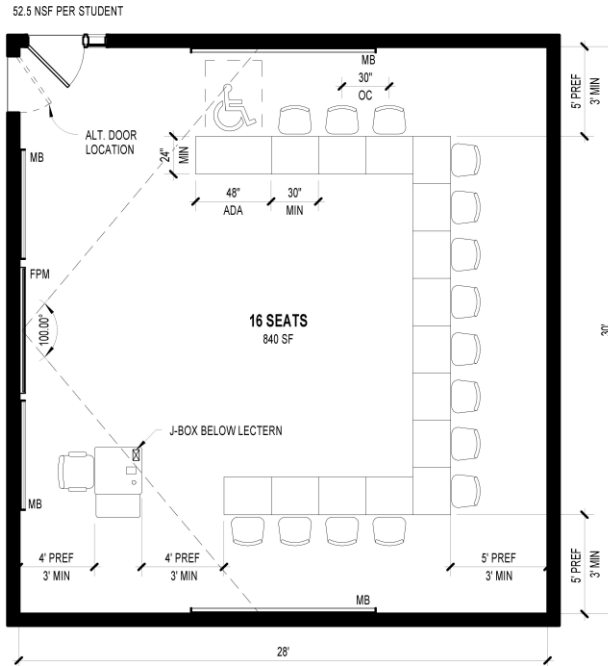 52.5 NSF PER STUDENT
MB
30"
OC
5' PREF
3' MIN
ALT. DOOR
LOCATION
MB
24"
MIN
48"
ADA
30"
MIN
FPM
100.00°
16 SEATS
840 SF
30'
J-BOX BELOW LECTERN
MB
4' PREF
3' MIN
4' PREF
3' MIN
5' PREF
3' MIN
5' PREF
3' MIN
MB
28'